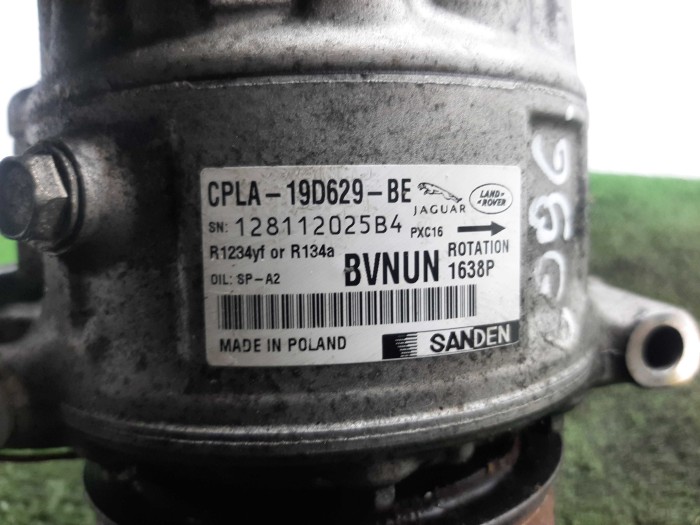 CPLA-19D629-BE
JAGUAR
LAND-ROVER
SN: 128112025B4 PXC16
R1234yf or R134a
ROTATION
OIL: SP-A2 BVNUN 1638P
MADE IN POLAND SANDEN